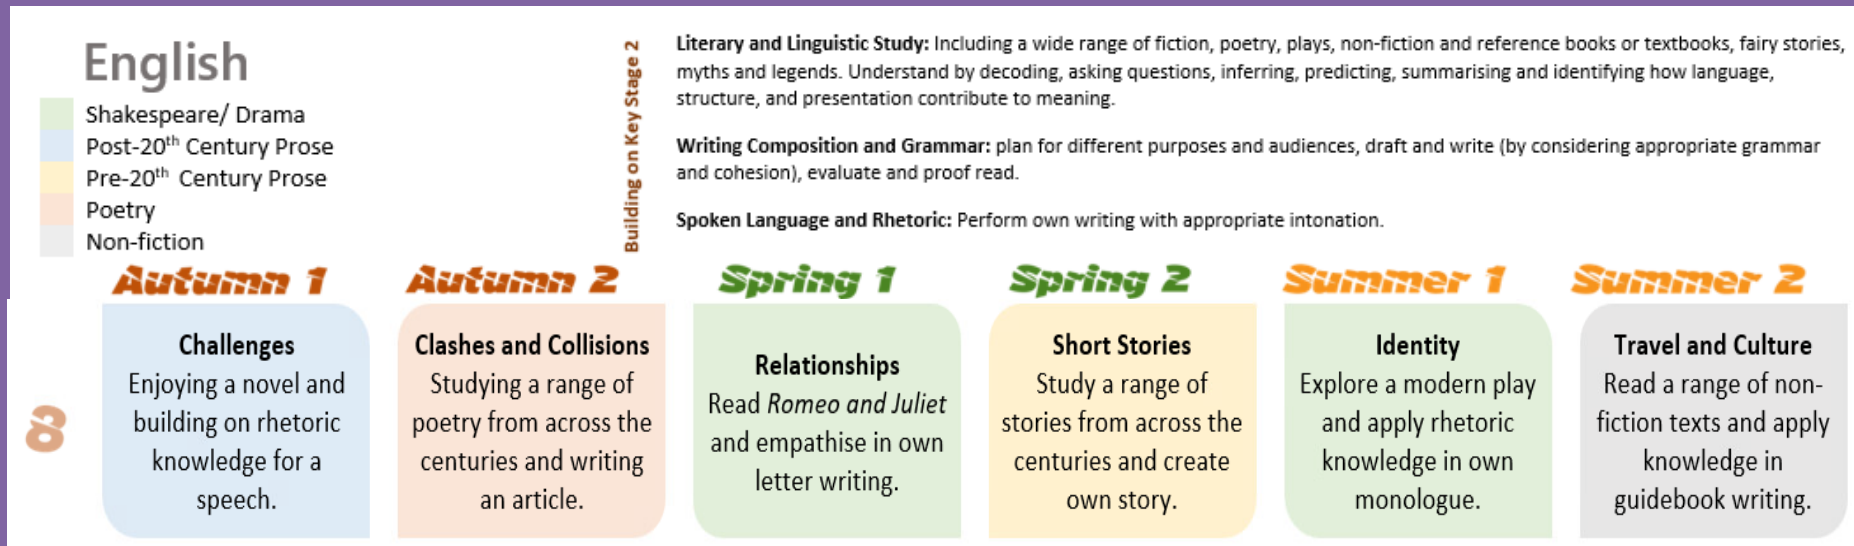 English
Shakespeare/ Drama
Post-20th Century Prose
Pre-20th Century Prose
Poetry
Non-fiction
Building on Key Stage 2
Literary and Linguistic Study: Including a wide range of fiction, poetry, plays, non-fiction and reference books or textbooks, fairy stories,
myths and legends. Understand by decoding, asking questions, inferring, predicting, summarising and identifying how language,
structure, and presentation contribute to meaning.
Writing Composition and Grammar: plan for different purposes and audiences, draft and write (by considering appropriate grammar
and cohesion), evaluate and proof read.
Spoken Language and Rhetoric: Perform own writing with appropriate intonation.
8
Autumn 1
Challenges
Enjoying a novel and
building on rhetoric
knowledge for a
speech.
Autumn 2
Clashes and Collisions
Studying a range of
poetry from across the
centuries and writing
an article.
Spring 1
Relationships
Read Romeo and Juliet
and empathise in own
letter writing.
Spring 2
Short Stories
Study a range of
stories from across the
centuries and create
own story.
Summer 1
Identity
Explore a modern play
and apply rhetoric
knowledge in own
monologue.
Summer 2
Travel and Culture
Read a range of non-
fiction texts and apply
knowledge in
guidebook writing.